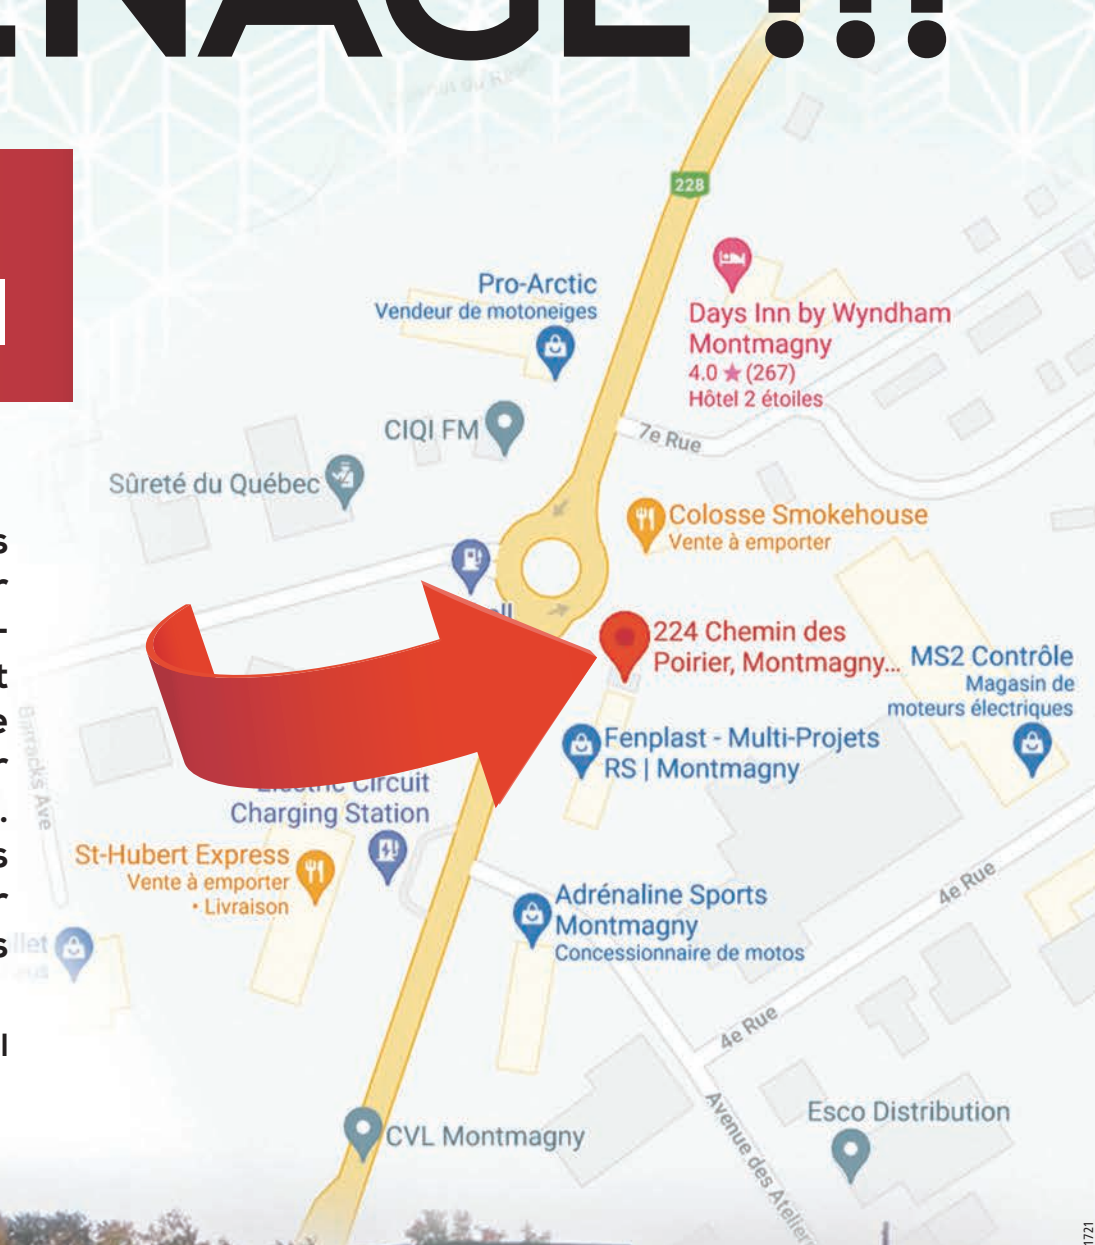 ENAGE !!!
228
Pro-Arctic
Vendeur de motoneiges
Days Inn by Wyndham
Montmagny
4.0 ★ (267)
Hôtel 2 étoiles
7e Rue
CIQI FM
Sûreté du Québec
Colosse Smokehouse
Vente à emporter
224 Chemin des
Poirier, Montmagny...
MS2 Contrôle
Magasin de
moteurs électriques
Fenplast - Multi-Projets
RS | Montmagny
Barracks Ave
Electric Circuit
Charging Station
St-Hubert Express
Vente à emporter
• Livraison
Adrénaline Sports
Montmagny
Concessionnaire de motos
4e Rue
4e Rue
Avenue des Ateliers
CVL Montmagny
Esco Distribution
1721